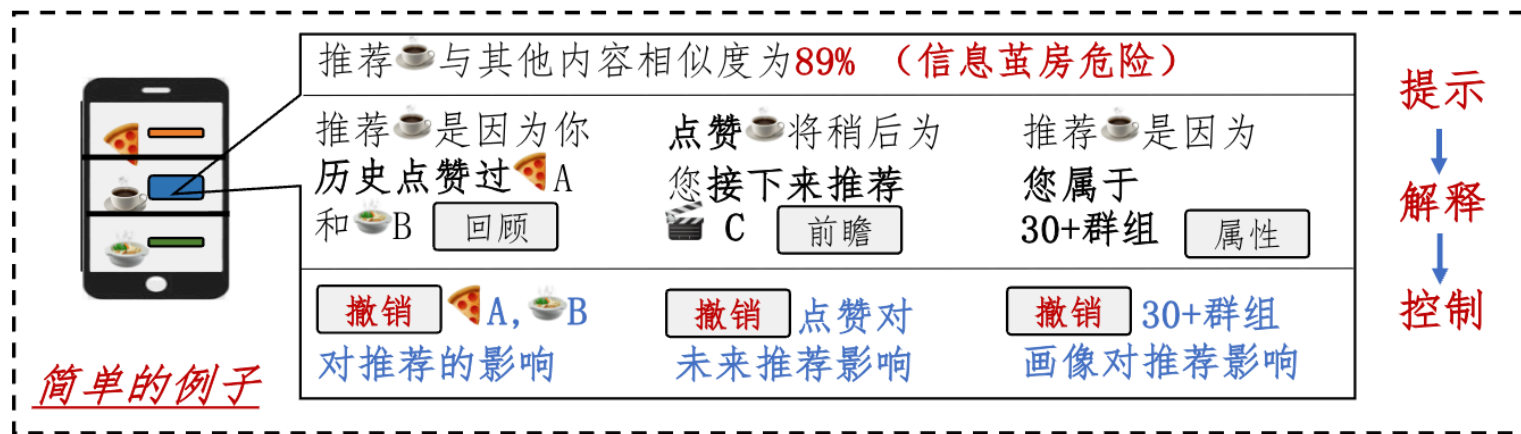 推荐☕与其他内容相似度为89% （信息茧房危险）
推荐☕是因为你
历史点赞过🍕A
和🍜B 回顾
点赞☕将稍后为
您接下来推荐
🎬 C 前瞻
推荐☕是因为
您属于
30+群组 属性
撤销 🍕A,🍜B
对推荐的影响
撤销 点赞对
未来推荐影响
撤销 30+群组
画像对推荐影响
提示
解释
控制
简单的例子